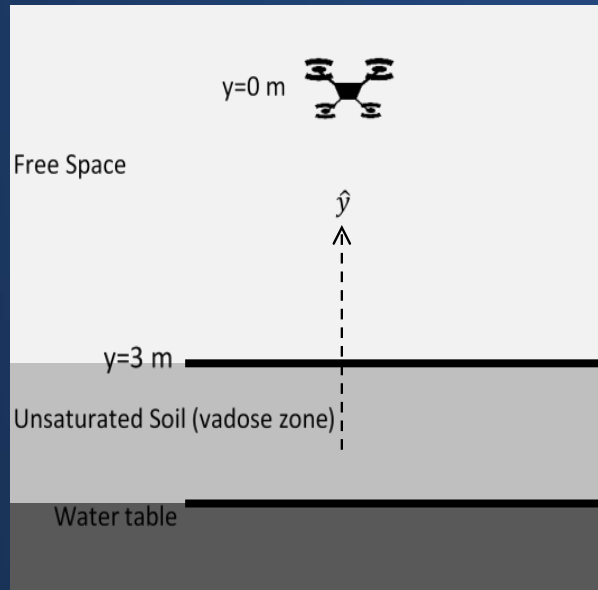 y=0 m
Free Space
ŷ
y=3 m
Unsaturated Soil (vadose zone)
Water table